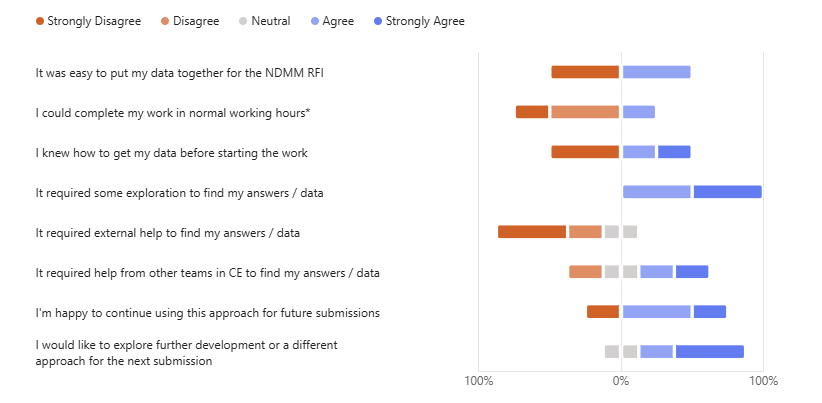 Strongly Disagree Disagree Neutral Agree Strongly Agree
It was easy to put my data together for the NDMM RFI
I could complete my work in normal working hours*
I knew how to get my data before starting the work
It required some exploration to find my answers / data
It required external help to find my answers / data
It required help from other teams in CE to find my answers / data
I'm happy to continue using this approach for future submissions
I would like to explore further development or a different
approach for the next submission
100% 0% 100%